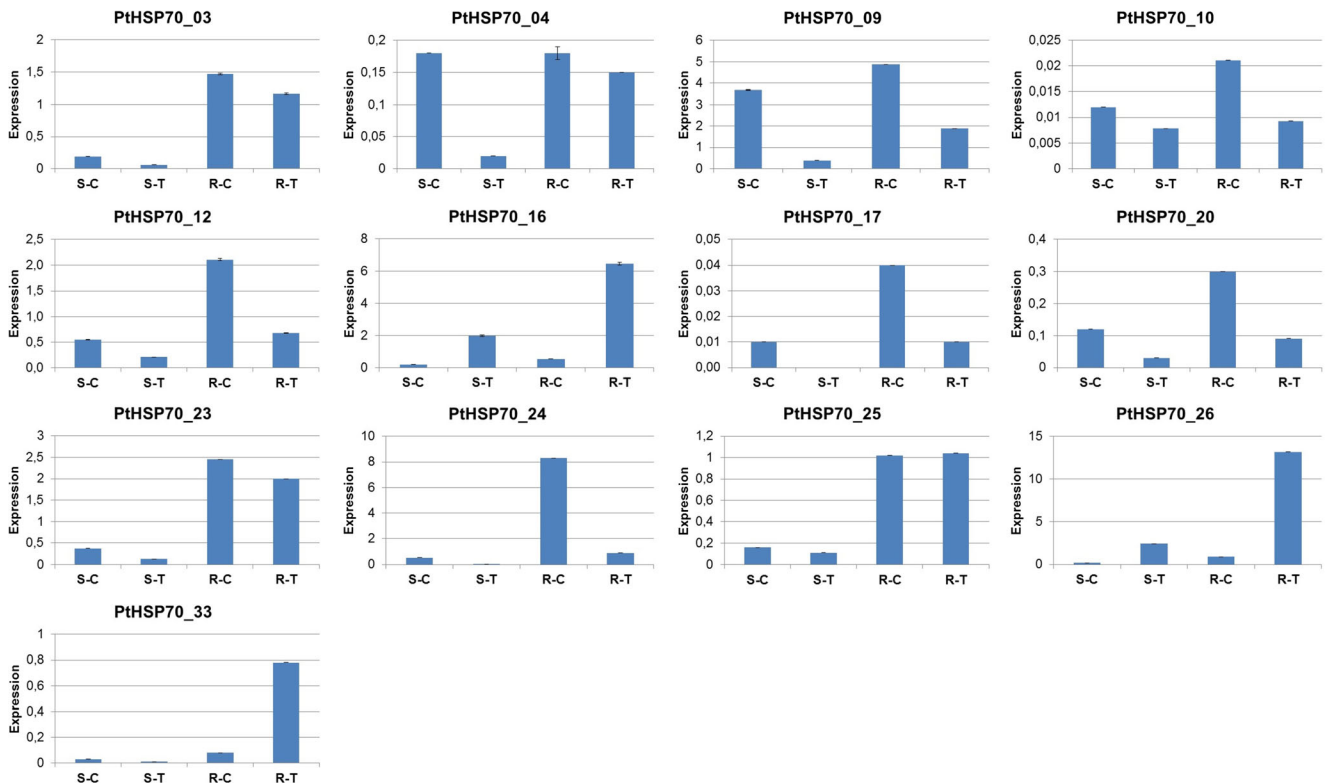 PtHSP70_03
Expression
2
1,5
1
0,5
0
S-C S-T R-C R-T
PtHSP70_04
Expression
0,2
0,15
0,1
0,05
0
S-C S-T R-C R-T
PtHSP70_09
Expression
6
5
4
3
2
1
0
S-C S-T R-C R-T
PtHSP70_10
Expression
0,025
0,02
0,015
0,01
0,005
0
S-C S-T R-C R-T
PtHSP70_12
Expression
2,5
2,0
1,5
1,0
0,5
0,0
S-C S-T R-C R-T
PtHSP70_16
Expression
8
6
4
2
0
S-C S-T R-C R-T
PtHSP70_17
Expression
0,05
0,04
0,03
0,02
0,01
0,00
S-C S-T R-C R-T
PtHSP70_20
Expression
0,4
0,3
0,2
0,1
0
S-C S-T R-C R-T
PtHSP70_23
Expression
3
2,5
2
1,5
1
0,5
0
S-C S-T R-C R-T
PtHSP70_24
Expression
10
8
6
4
2
0
S-C S-T R-C R-T
PtHSP70_25
Expression
1,2
1
0,8
0,6
0,4
0,2
0
S-C S-T R-C R-T
PtHSP70_26
Expression
15
10
5
0
S-C S-T R-C R-T
PtHSP70_33
Expression
1
0,8
0,6
0,4
0,2
0
S-C S-T R-C R-T